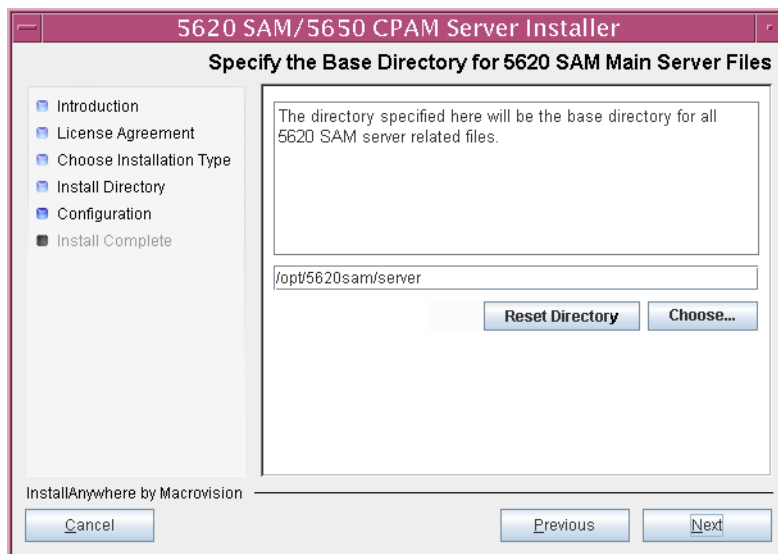 5620 SAM/5650 CPAM Server Installer
Specify the Base Directory for 5620 SAM Main Server Files
Introduction
License Agreement
Choose Installation Type
Install Directory
Configuration
Install Complete
The directory specified here will be the base directory for all
5620 SAM server related files.
/opt/5620sam/server
Reset Directory
Choose...
InstallAnywhere by Macrovision
Cancel
Previous
Next